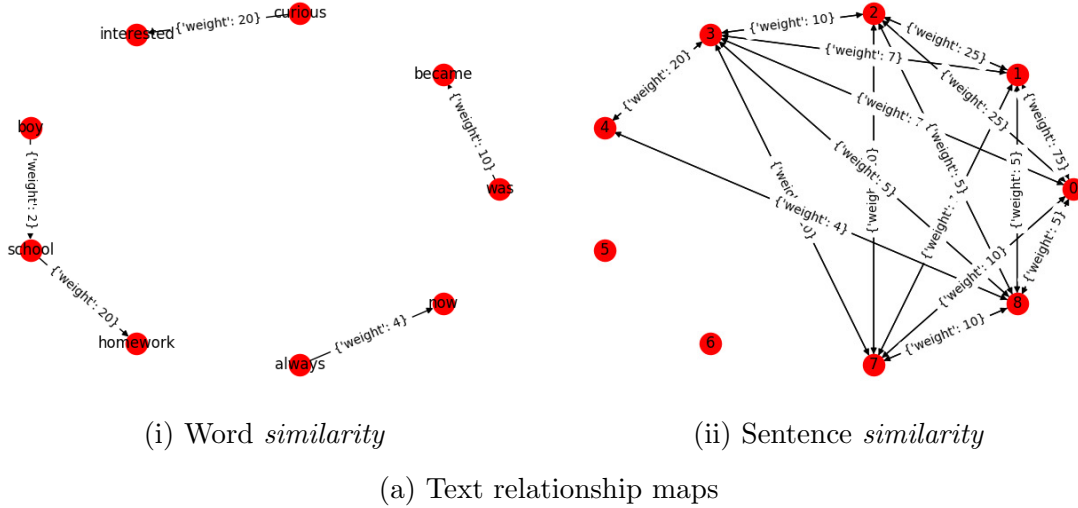 curious
{'weight': 20}
interested
became
{'weight': 10}
was
boy
{'weight': 2}
school
{'weight': 20}
homework
now
{'weight': 4}
always
2
{'weight': 10}
3
{'weight': 25}
{'weight': 7}
1
{'weight': 20}
{'weight': 25}
{'weight': 75}
4
{'weight': 5}
{'weight': 5}
{'weight': 5}
0
{'weight': 4}
{'weight': 5}
5
{'weight': 10}
8
6
{'weight': 10}
7
(i) Word similarity
(ii) Sentence similarity
(a) Text relationship maps